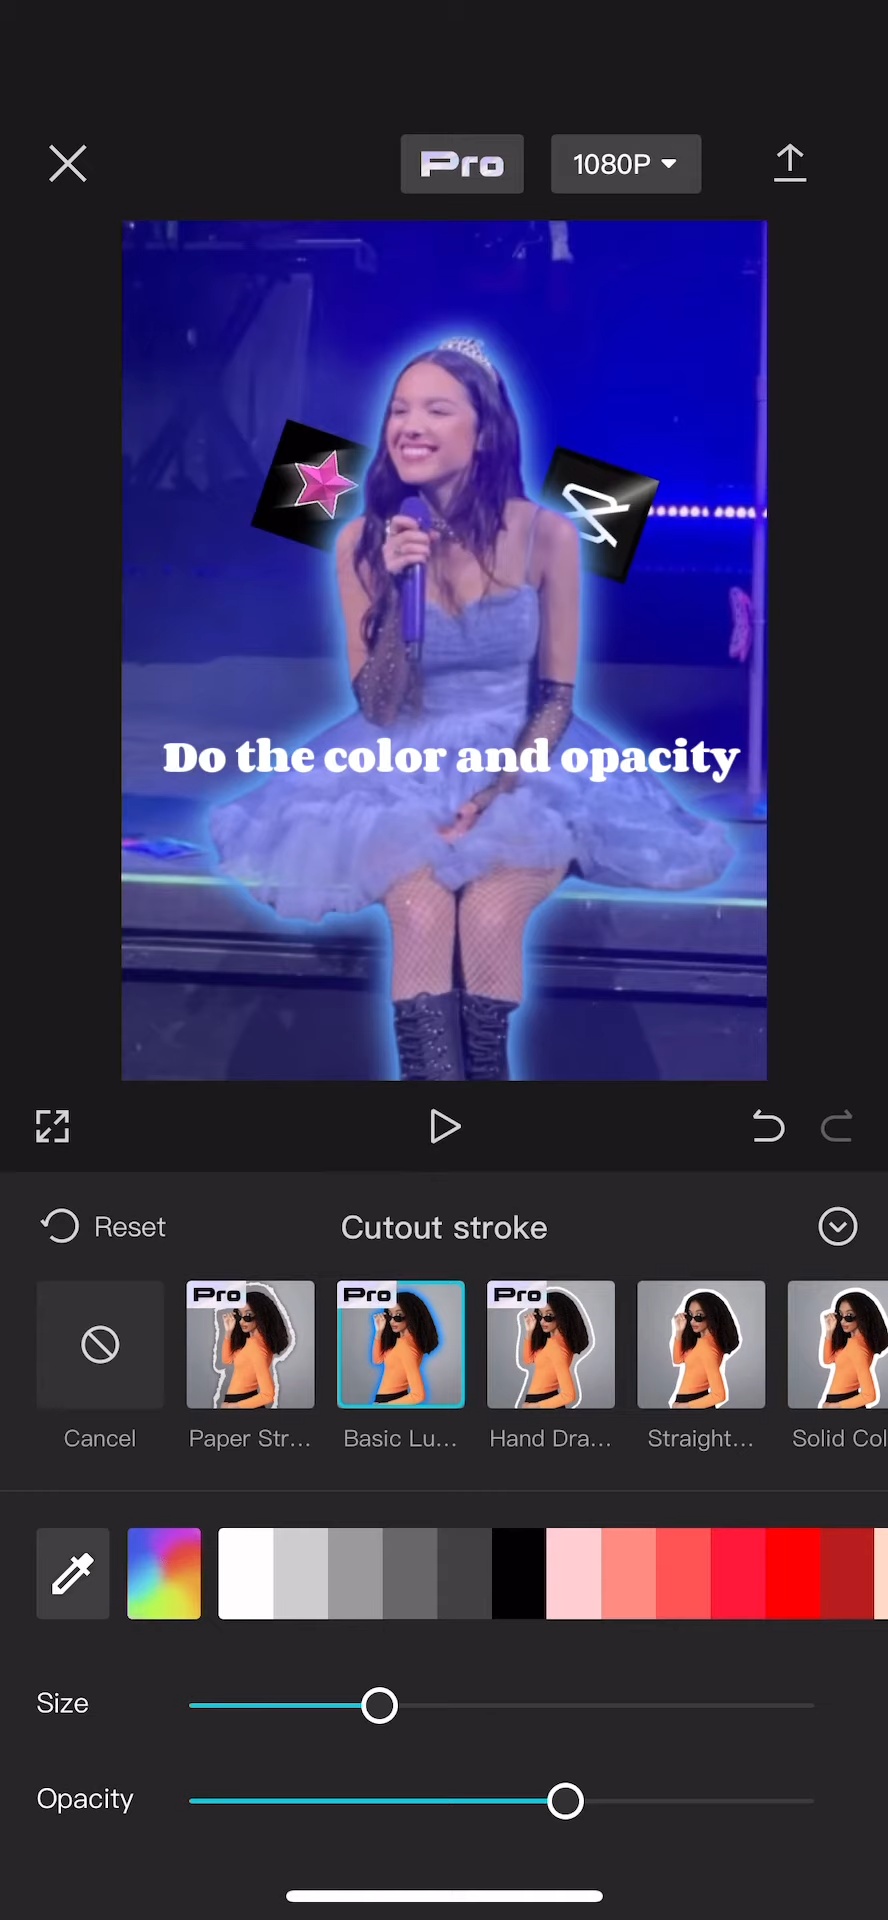 Pro
1080P
Do the color and opacity
Reset
Cutout stroke
Pro
Pro
Pro
Cancel
Paper Str...
Basic Lu...
Hand Dra...
Straight...
Solid Col
Size
Opacity